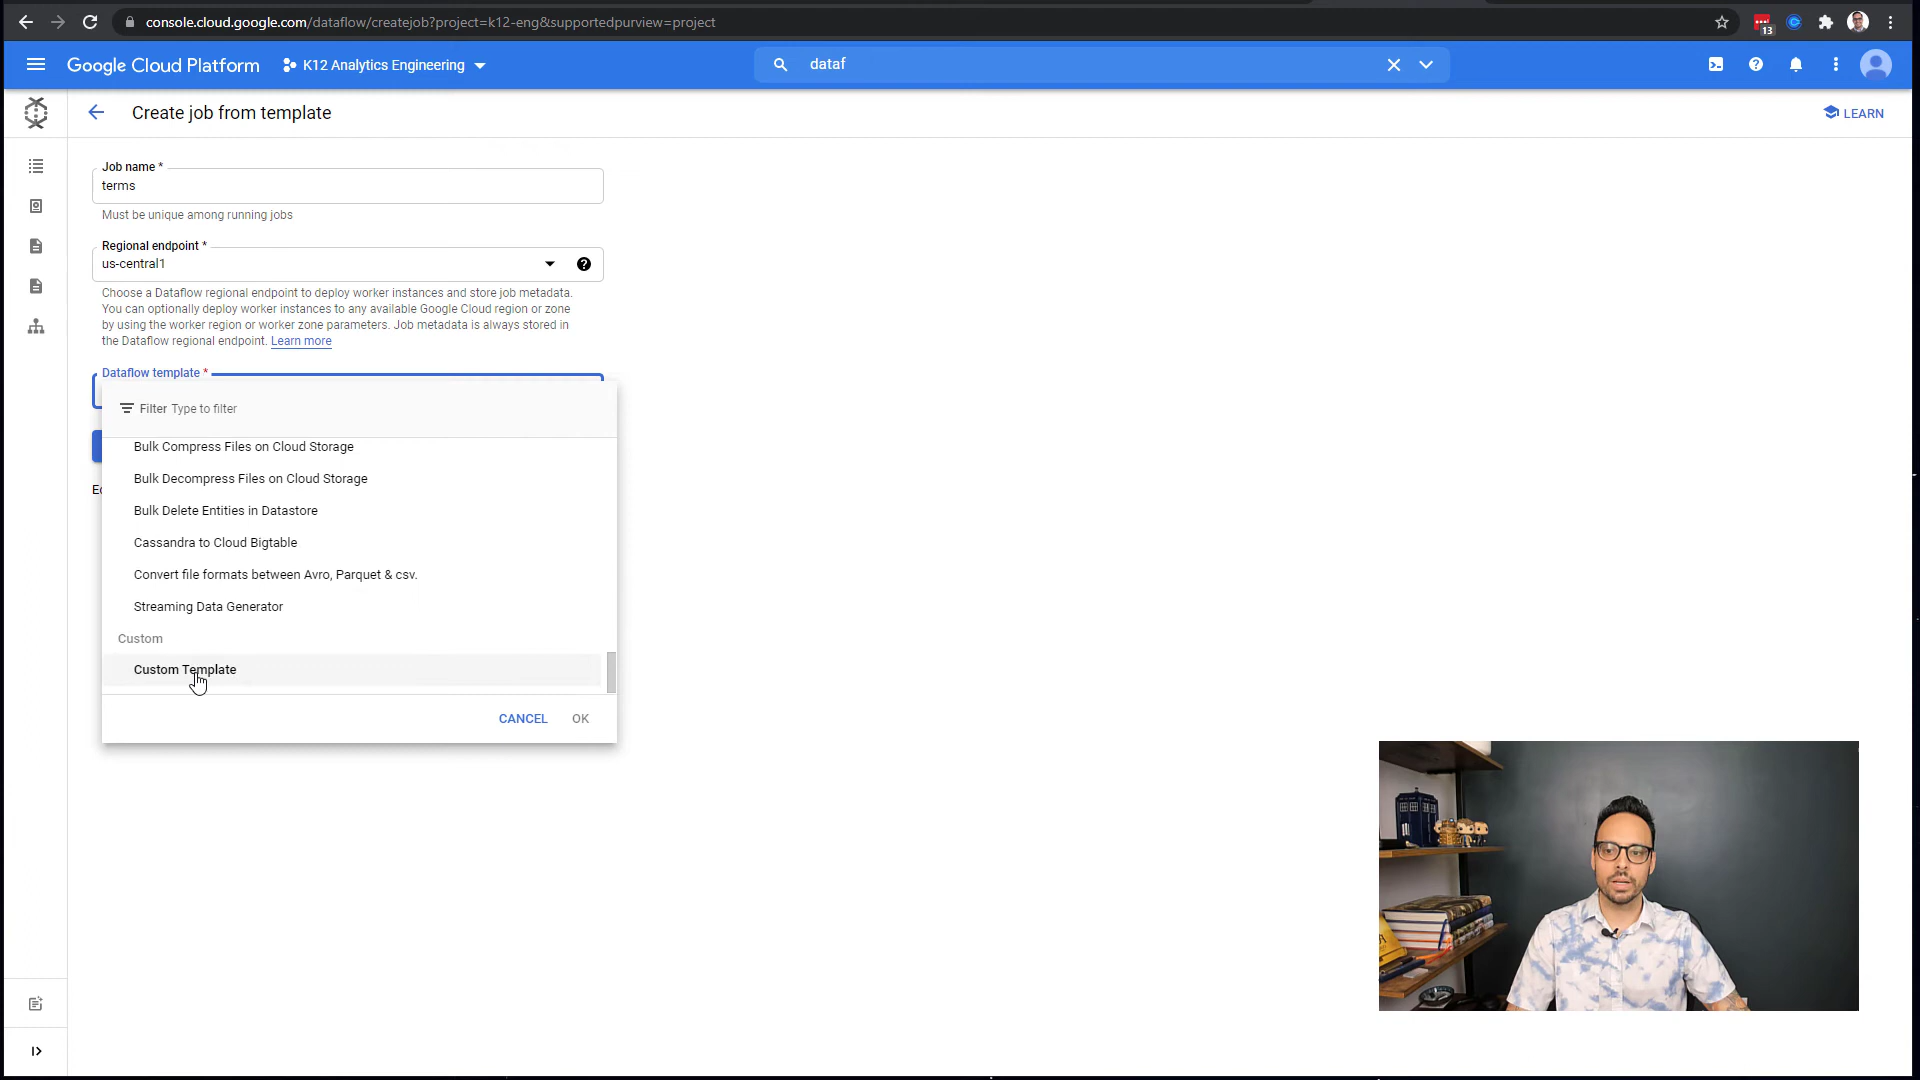 console.cloud.google.com/dataflow/createjob?project=k12-eng&supportedpurview=project
13
Google Cloud Platform
K12 Analytics Engineering
dataf
Create job from template
LEARN
Job name *
terms
Must be unique among running jobs
Regional endpoint *
us-central1
Choose a Dataflow regional endpoint to deploy worker instances and store job metadata.
You can optionally deploy worker instances to any available Google Cloud region or zone
by using the worker region or worker zone parameters. Job metadata is always stored in
the Dataflow regional endpoint. Learn more
Dataflow template *
Filter Type to filter
Bulk Compress Files on Cloud Storage
Bulk Decompress Files on Cloud Storage
Bulk Delete Entities in Datastore
Cassandra to Cloud Bigtable
Convert file formats between Avro, Parquet & csv.
Streaming Data Generator
Custom
Custom Template
CANCEL
OK